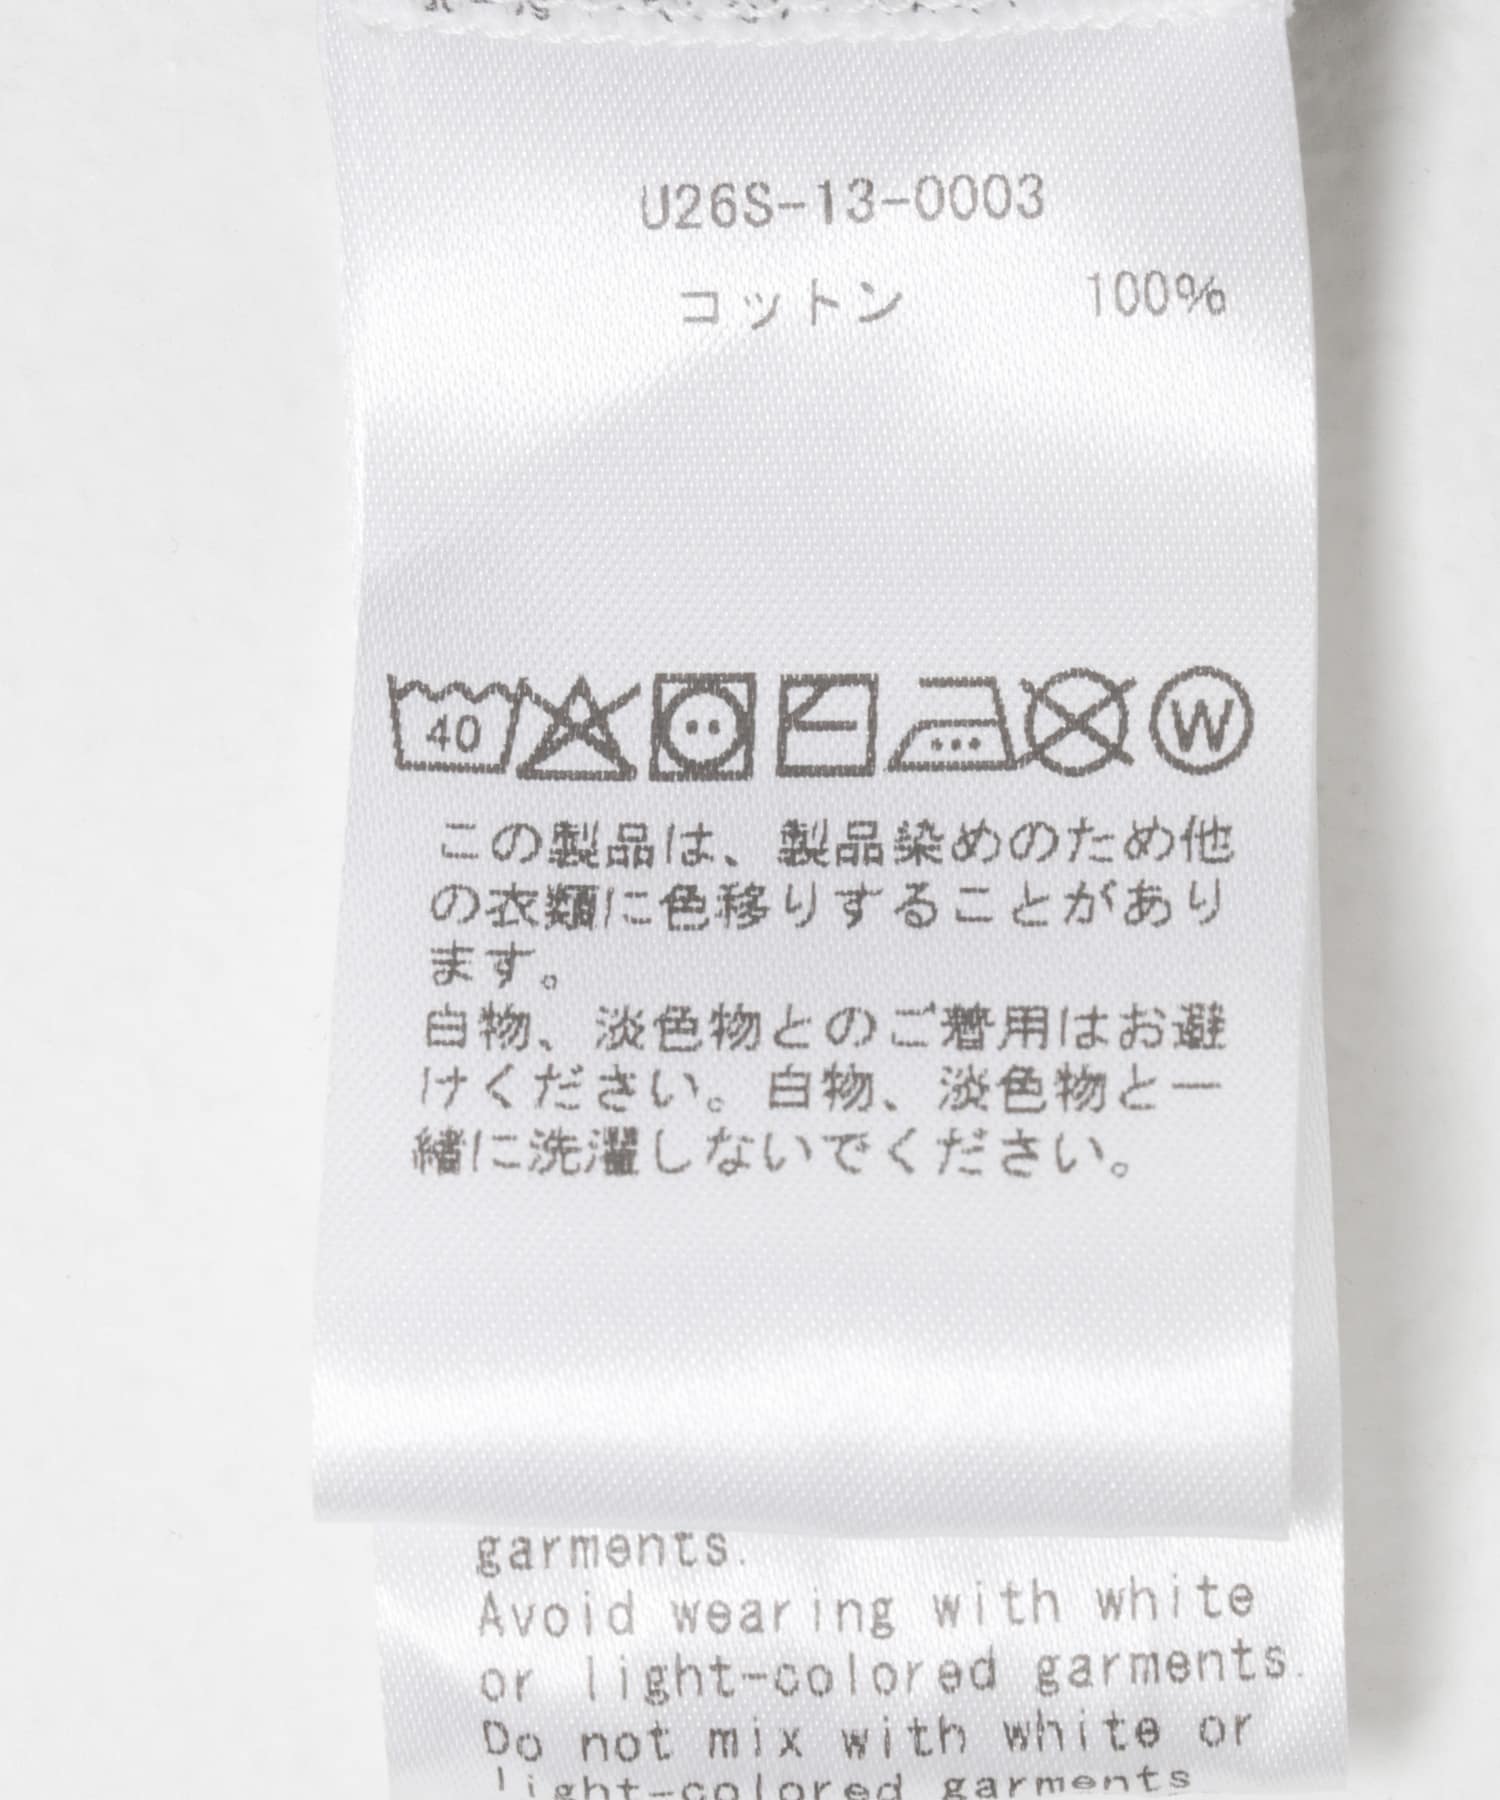 U26S-13-0003
コットン 100%
40 W
この製品は、製品染めのため他
の衣類に色移りすることがあり
ます。
白物、淡色物とのご着用はお避
けください。白物、淡色物と一
緒に洗濯しないでください。
garments.
Avoid wearing with white
or light-colored garments.
Do not mix with white or
light-colored garments